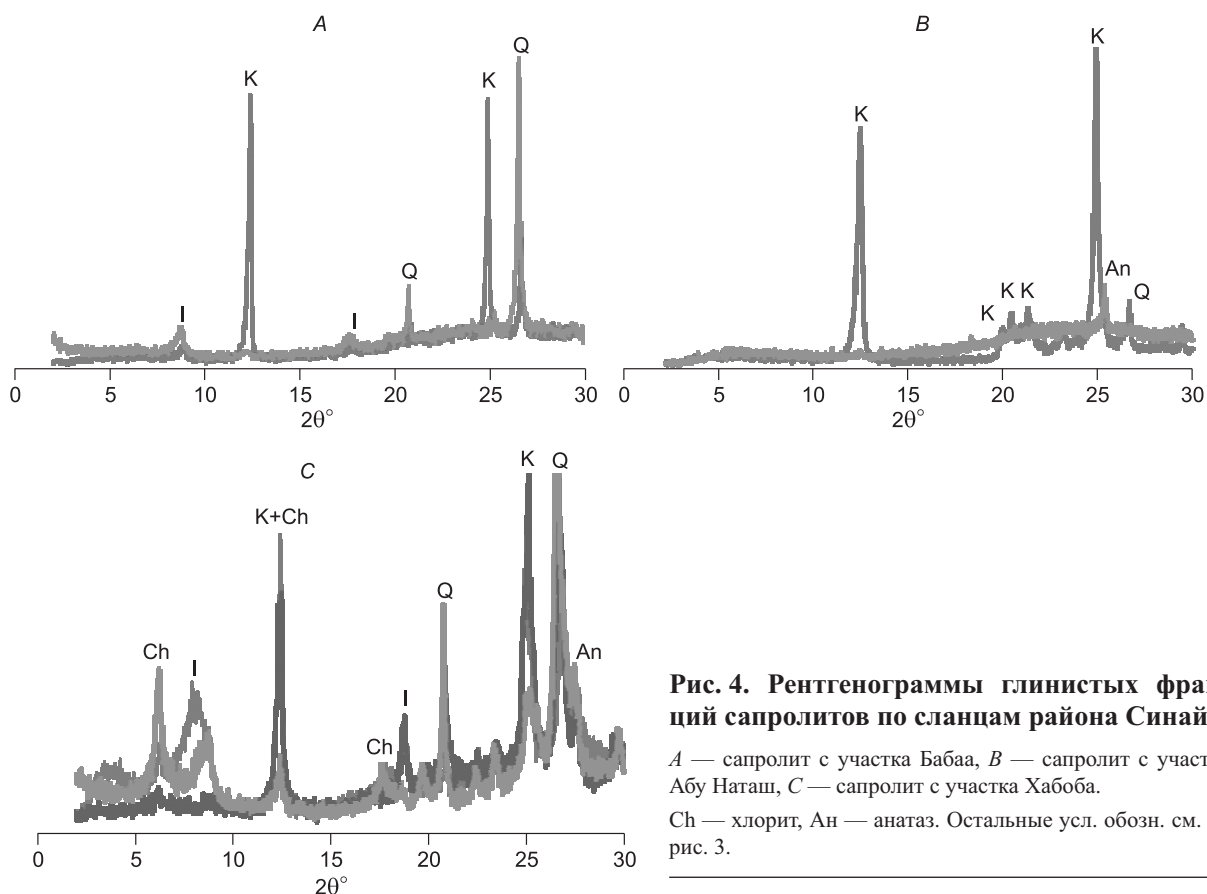 A
Q
K
K
Q
I
I
0 5 10 15 20 25 30
2θ°
B
K
K
An
K K
Q
K
0 5 10 15 20 25 30
2θ°
C
K
Q
K+Ch
Q
Ch
I
An
I
Ch
0 5 10 15 20 25 30
2θ°
Рис. 4. Рентгенограммы глинистых фрак
ций сапролитов по сланцам района Синай
A — сапролит с участка Бабаа, B — сапролит с участ
Абу Наташ, C — сапролит с участка Хабоба.
Ch — хлорит, Ан — анатаз. Остальные усл. обозн. см.
рис. 3.